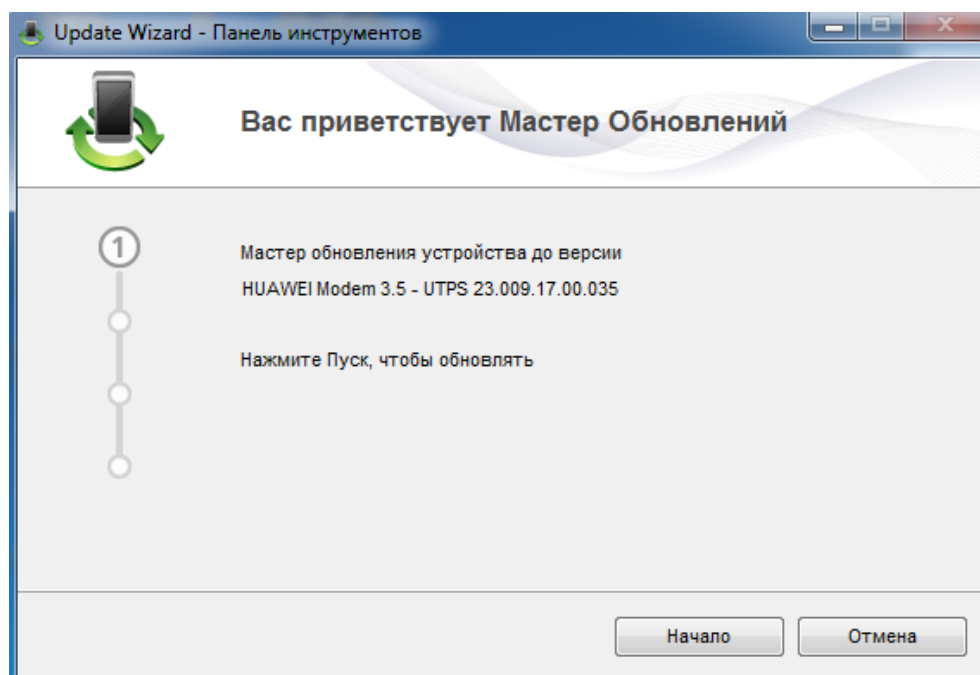 Update Wizard - Панель инструментов
Вас приветствует Мастер Обновлений
1
Мастер обновления устройства до версии
HUAWEI Modem 3.5 - UTPS 23.009.17.00.035
Нажмите Пуск, чтобы обновлять
Начало
Отмена